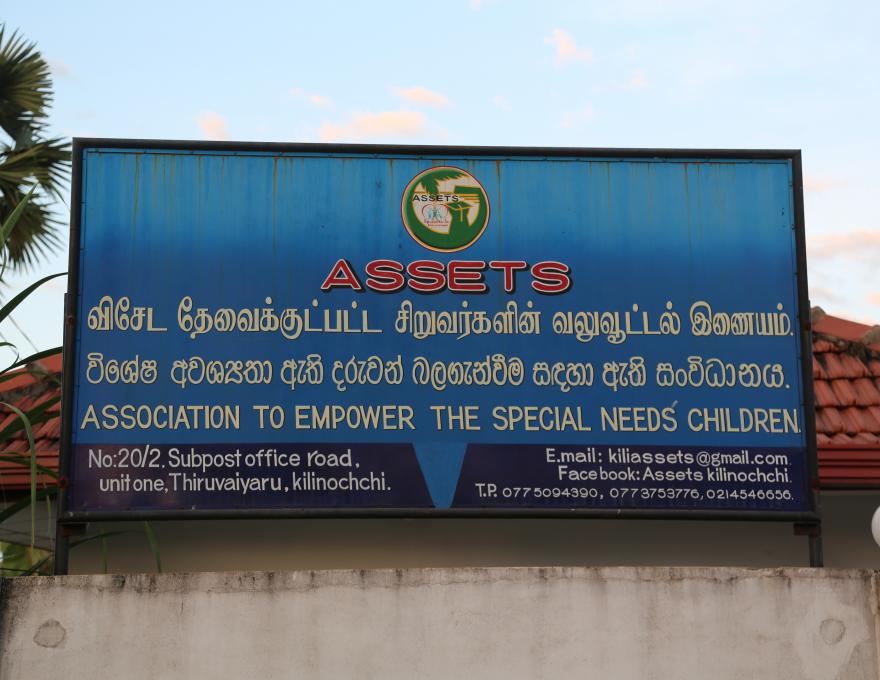 ASSETS
ASSETS
விசேட தேவைக்குட்பட்ட சிறுவர்களின் வலுவூட்டல் இணையம்.
විශේෂ අවශ්‍යතා ඇති දරුවන් බලගැන්වීම සඳහා ඇති සංවිධානය.
ASSOCIATION TO EMPOWER THE SPECIAL NEEDS' CHILDREN.
No:20/2, Subpost office road,
unit one, Thiruvaiyaru, kilinochchi.
E.mail: kiliassets@gmail.com
Facebook: Assets kilinochchi.
T.P. 0775094390, 0773753776, 0214546656.